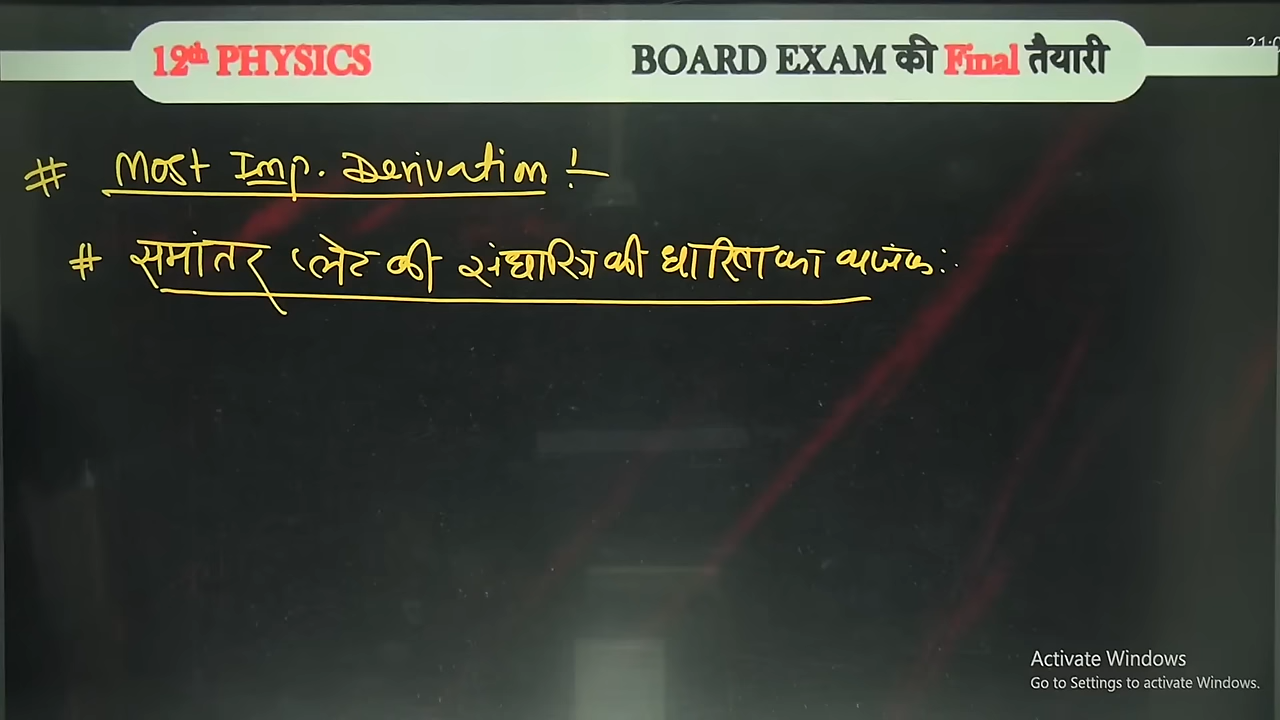 12th PHYSICS
BOARD EXAM की Final तैयारी
21:0
# Most Imp. Derivation :-
# समांतर प्लेट की संधारित्र की धारिता का व्यंजक :
Activate Windows
Go to Settings to activate Windows.